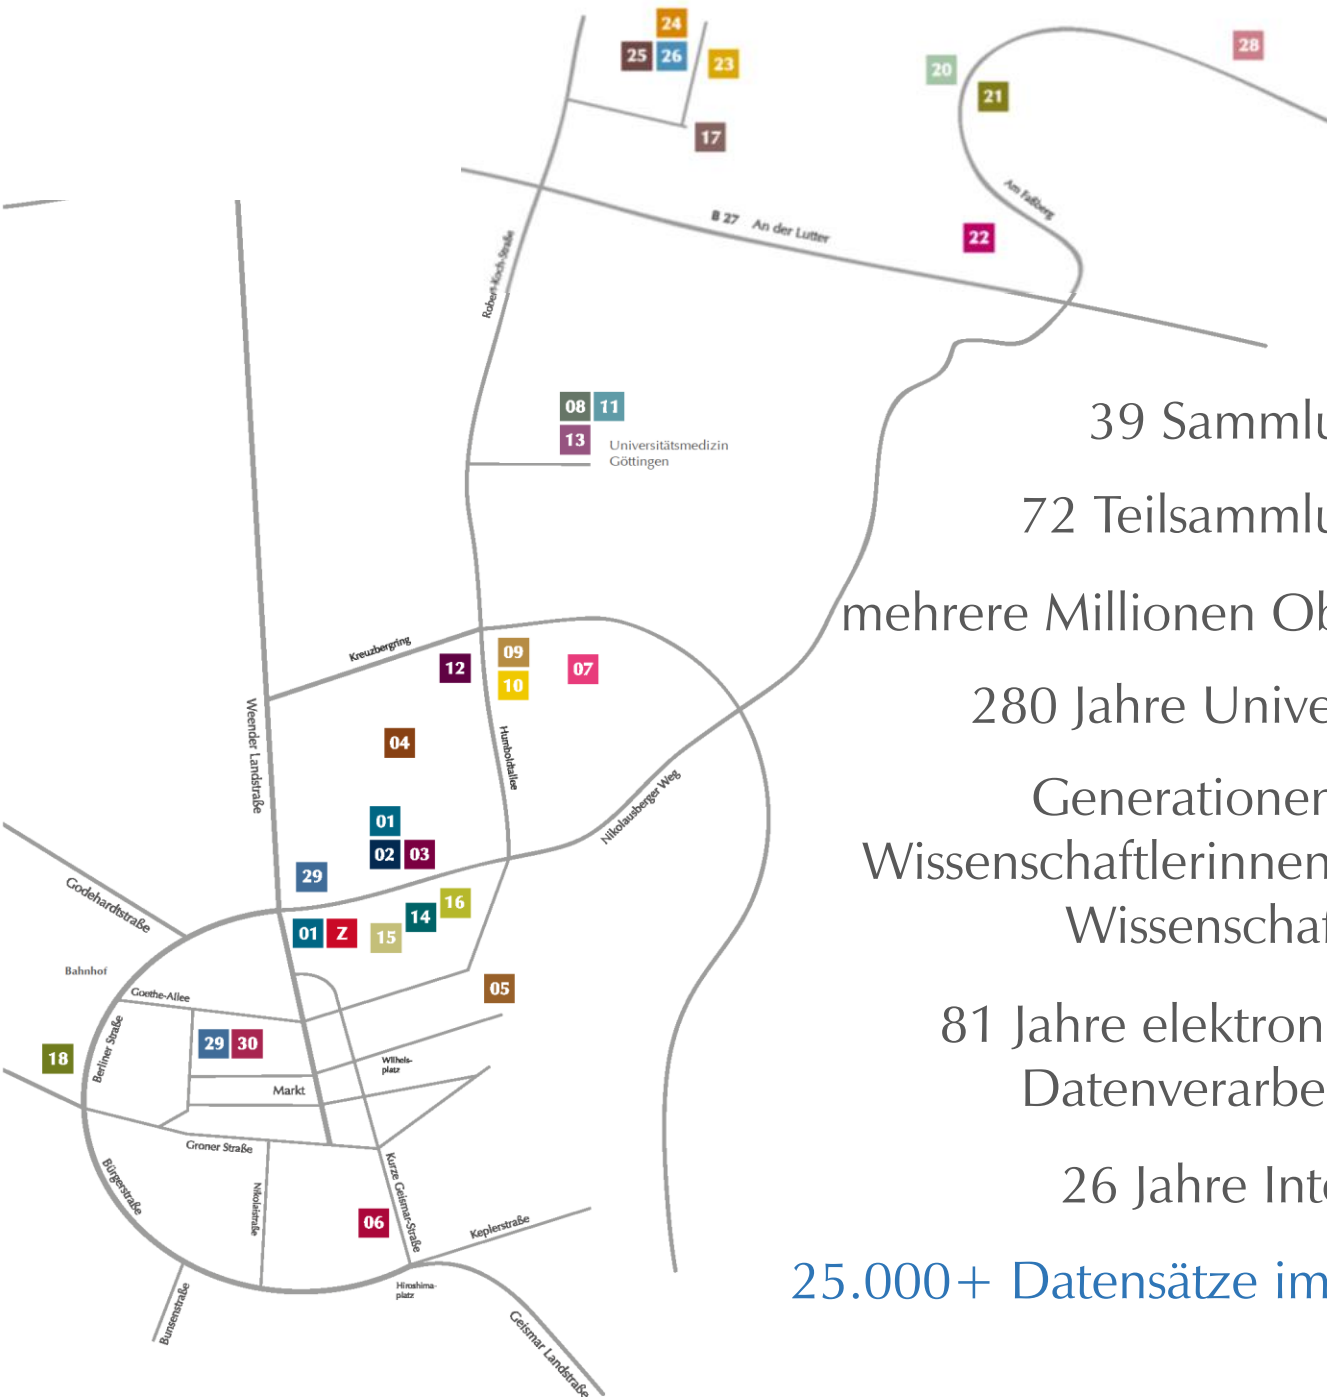 24
25 26 23
28
20
21
17
Am Faßberg
B 27 An der Lutter
22
Robert-Koch-Straße
08 11
13
Universitätsmedizin
Göttingen
39 Sammlu
72 Teilsammlu
mehrere Millionen Ob
280 Jahre Unive
Generationen
Wissenschaftlerinnen
Wissenschaf
81 Jahre elektron
Datenverarbe
26 Jahre Inte
25.000+ Datensätze im
Kreuzbergring
12
09
10
07
Weender Landstraße
04
Humboldtallee
Nikolausberger Weg
01
02 03
29
16
14
01 Z 15
Godehardtstraße
Bahnhof
Goethe-Allee
05
Berliner Straße
29 30
18
Wilhelms-
platz
Markt
Groner Straße
Bürgerstraße
Nikolaistraße
Kurze Geismar-Straße
06
Keplerstraße
Hiroshima-
platz
Bunsenstraße
Geismar Landstraße